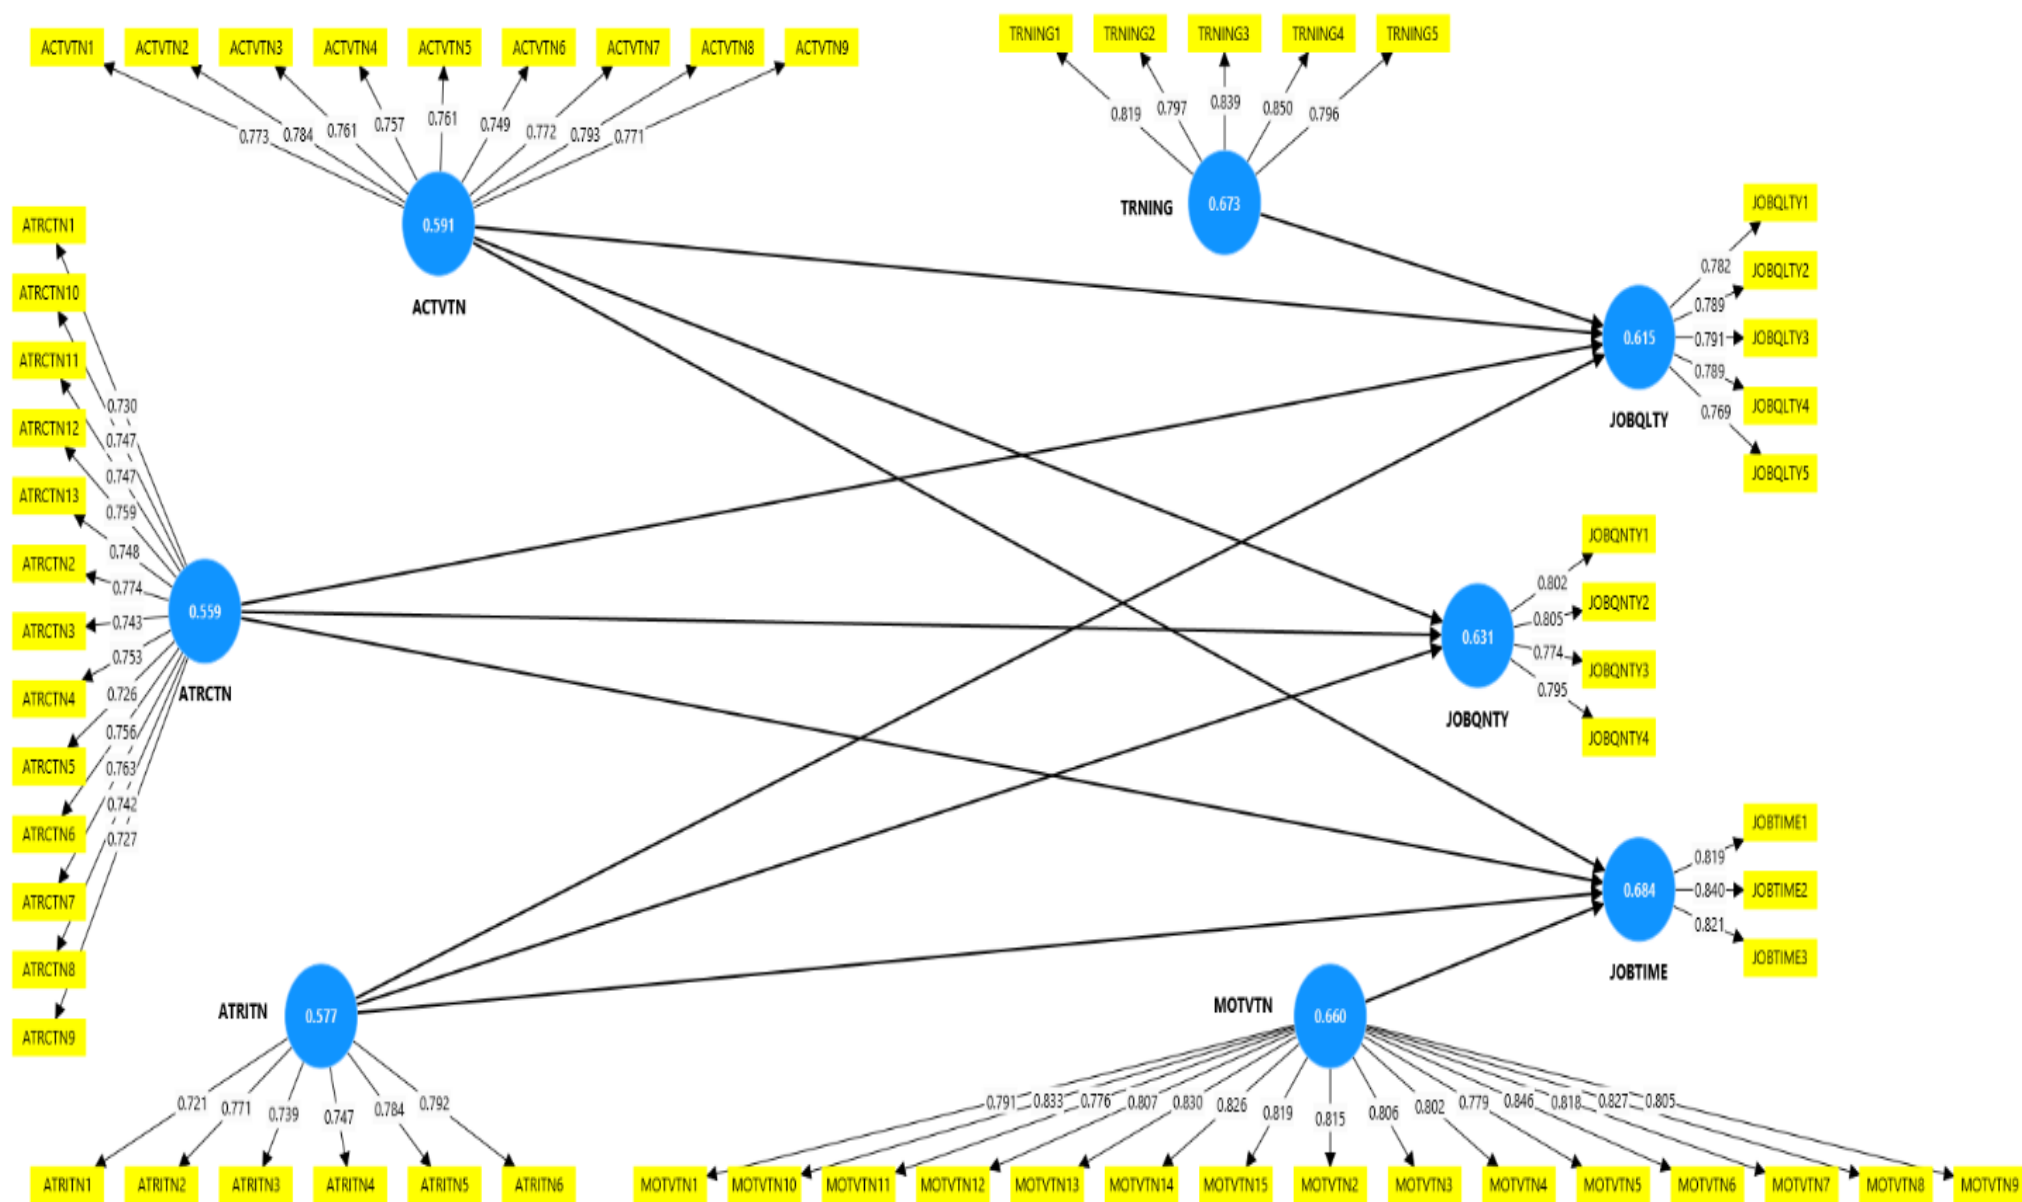 ACTVTN1 ACTVTN2 ACTVTN3 ACTVTN4 ACTVTN5 ACTVTN6 ACTVTN7 ACTVTN8 ACTVTN9
0.773 0.784 0.761 0.757 0.761 0.749 0.772 0.793 0.771
0.591
ACTVTN
TRNING1 TRNING2 TRNING3 TRNING4 TRNING5
0.819 0.797 0.839 0.850 0.796
TRNING
0.673
ATRCTN1
ATRCTN10
ATRCTN11
ATRCTN12
ATRCTN13
ATRCTN2
ATRCTN3
ATRCTN4
ATRCTN5
ATRCTN6
ATRCTN7
ATRCTN8
ATRCTN9
0.730
0.747
0.747
0.759
0.748
0.774
0.743
0.753
0.726
0.756
0.763
0.742
0.727
0.559
ATRCTN
JOBQLTY1
JOBQLTY2
JOBQLTY3
JOBQLTY4
JOBQLTY5
0.782
0.789
0.791
0.789
0.769
0.615
JOBQLTY
JOBQNTY1
JOBQNTY2
JOBQNTY3
JOBQNTY4
0.802
0.805
0.774
0.795
0.631
JOBQNTY
JOBTIME1
JOBTIME2
JOBTIME3
0.819
0.840
0.821
0.684
JOBTIME
ATRITN
0.577
0.721 0.771 0.739 0.747 0.784 0.792
ATRITN1 ATRITN2 ATRITN3 ATRITN4 ATRITN5 ATRITN6
MOTVTN
0.660
0.791 0.833 0.776 0.807 0.830 0.826 0.819 0.815 0.806 0.802 0.779 0.846 0.818 0.827 0.805
MOTVTN1 MOTVTN10 MOTVTN11 MOTVTN12 MOTVTN13 MOTVTN14 MOTVTN15 MOTVTN2 MOTVTN3 MOTVTN4 MOTVTN5 MOTVTN6 MOTVTN7 MOTVTN8 MOTVTN9